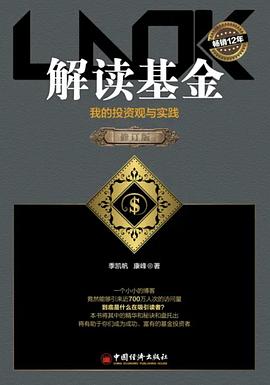 LAOK
畅销12年
解读基金
我的投资观与实践
修订版
$
季凯帆 康峰◎著
一个小小的博客
竟然能够引来近700万人次的访问量
到底是什么在吸引读者？
本书将其中的精华和秘诀和盘托出
将有助于你们成为成功、富有的基金投资者
中国经济出版社